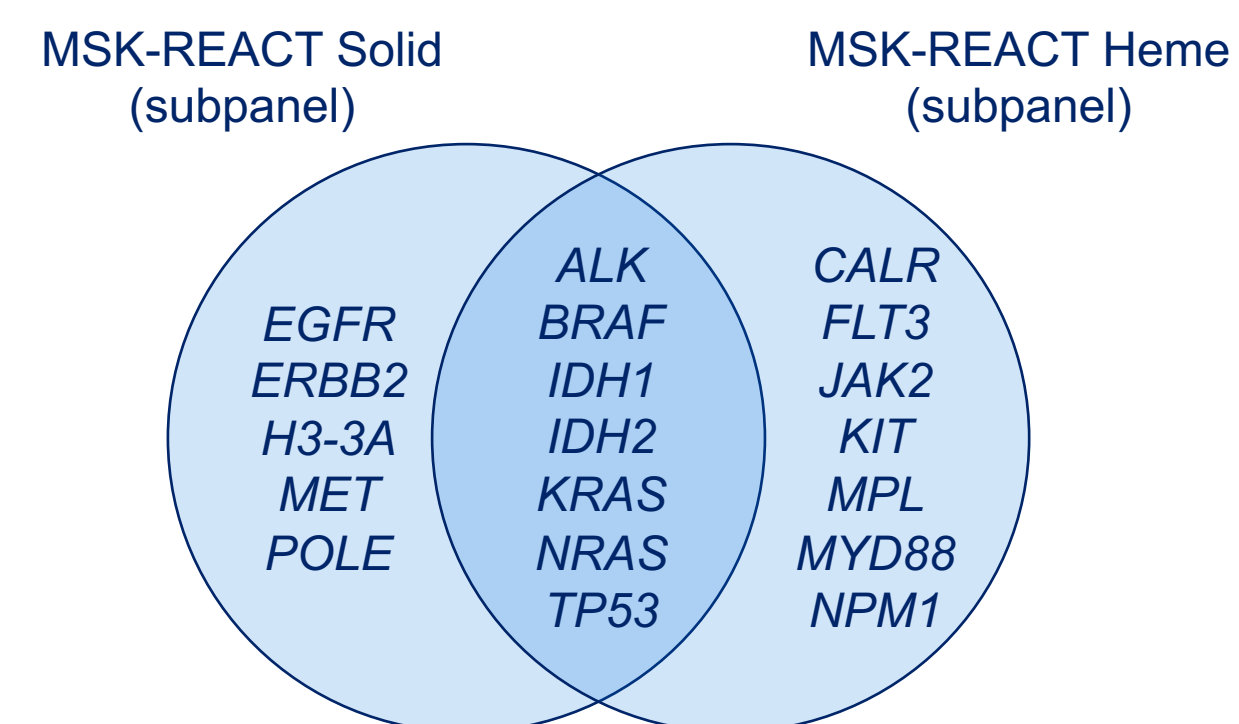 MSK-REACT Solid
(subpanel)
MSK-REACT Heme
(subpanel)
EGFR
ERBB2
H3-3A
MET
POLE
ALK
BRAF
IDH1
IDH2
KRAS
NRAS
TP53
CALR
FLT3
JAK2
KIT
MPL
MYD88
NPM1